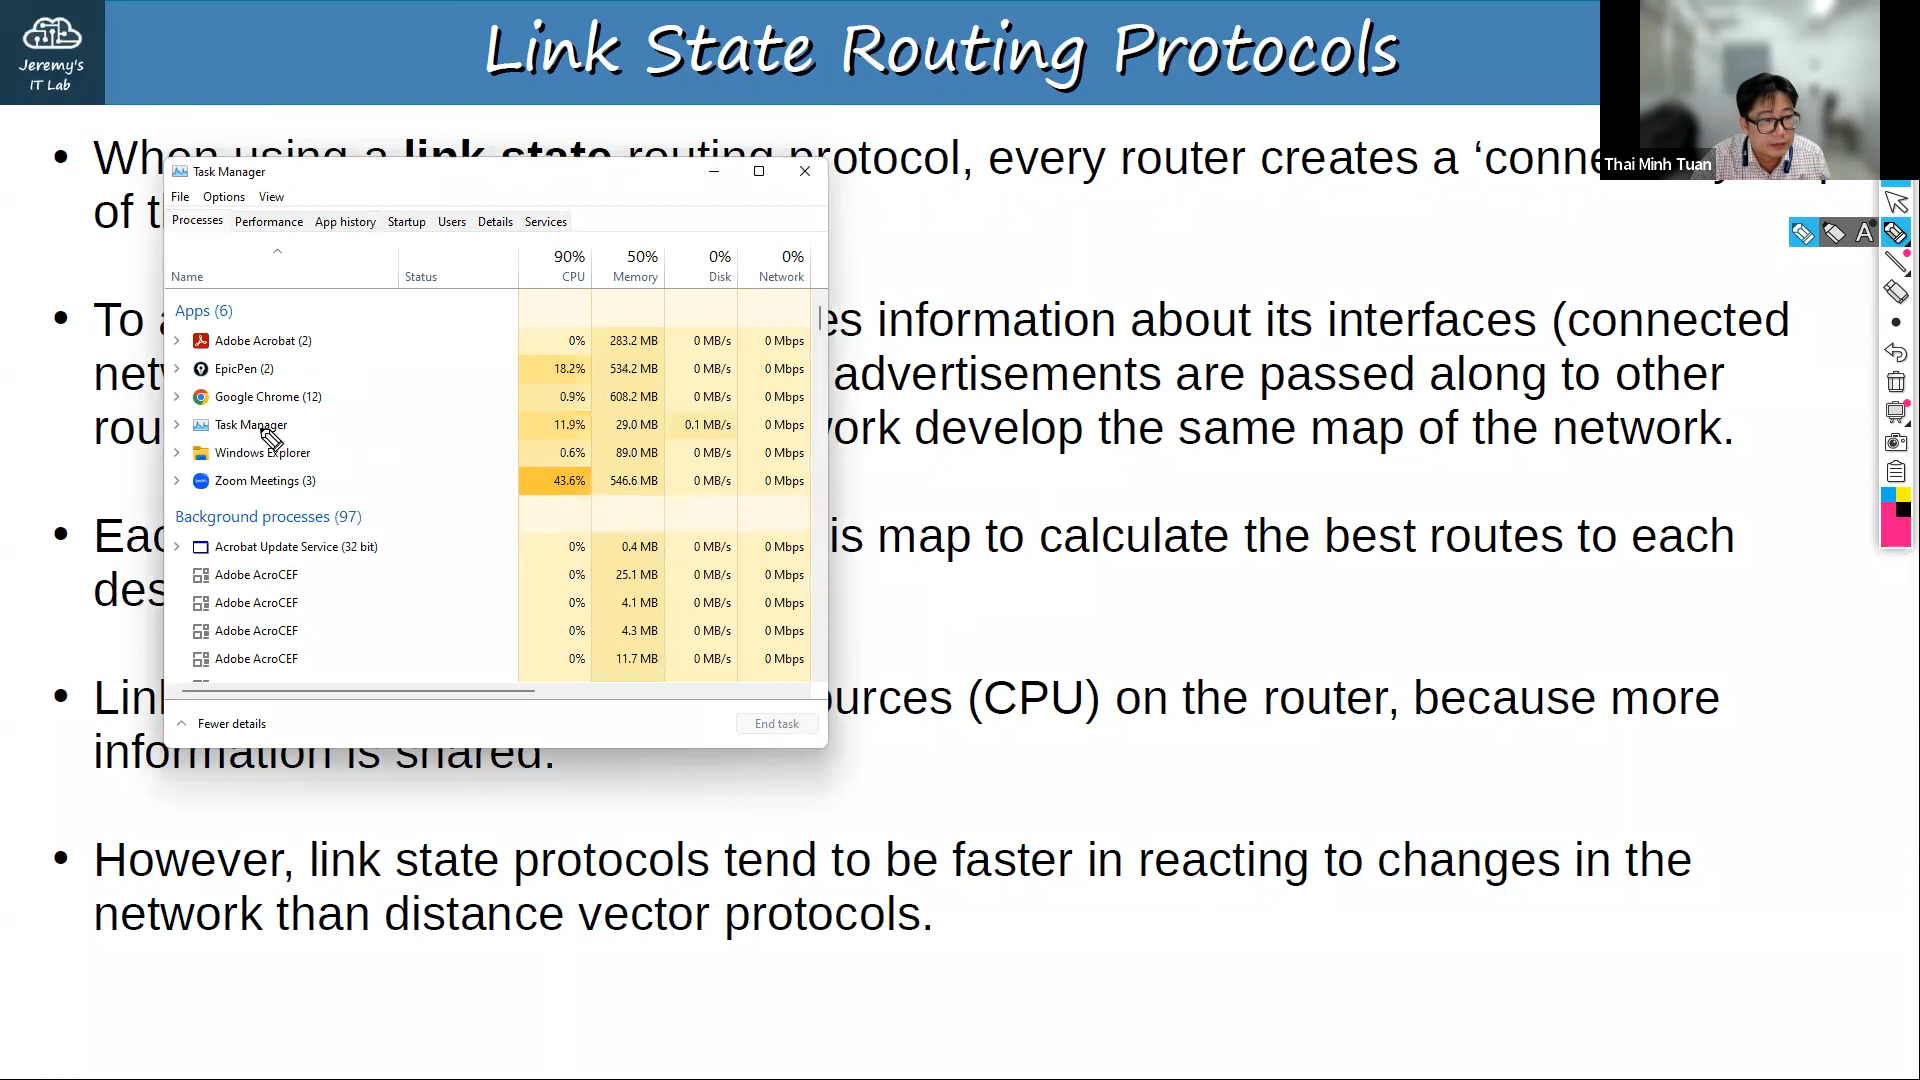 Jeremy's
IT Lab
Link State Routing Protocols
Thai Minh Tuan
• When using a link state routing protocol, every router creates a ‘conne
of t
• To a
es information about its interfaces (connected
net
advertisements are passed along to other
rou
ork develop the same map of the network.
• Eac
is map to calculate the best routes to each
des
• Lin
ources (CPU) on the router, because more
information is shared.
• However, link state protocols tend to be faster in reacting to changes in the
network than distance vector protocols.
Task Manager
File Options View
Processes Performance App history Startup Users Details Services
90% 50% 0% 0%
Name Status CPU Memory Disk Network
Apps (6)
Adobe Acrobat (2) 0% 283.2 MB 0 MB/s 0 Mbps
EpicPen (2) 18.2% 534.2 MB 0 MB/s 0 Mbps
Google Chrome (12) 0.9% 608.2 MB 0 MB/s 0 Mbps
Task Manager 11.9% 29.0 MB 0.1 MB/s 0 Mbps
Windows Explorer 0.6% 89.0 MB 0 MB/s 0 Mbps
Zoom Meetings (3) 43.6% 546.6 MB 0 MB/s 0 Mbps
Background processes (97)
Acrobat Update Service (32 bit) 0% 0.4 MB 0 MB/s 0 Mbps
Adobe AcroCEF 0% 25.1 MB 0 MB/s 0 Mbps
Adobe AcroCEF 0% 4.1 MB 0 MB/s 0 Mbps
Adobe AcroCEF 0% 4.3 MB 0 MB/s 0 Mbps
Adobe AcroCEF 0% 11.7 MB 0 MB/s 0 Mbps
Fewer details End task
A